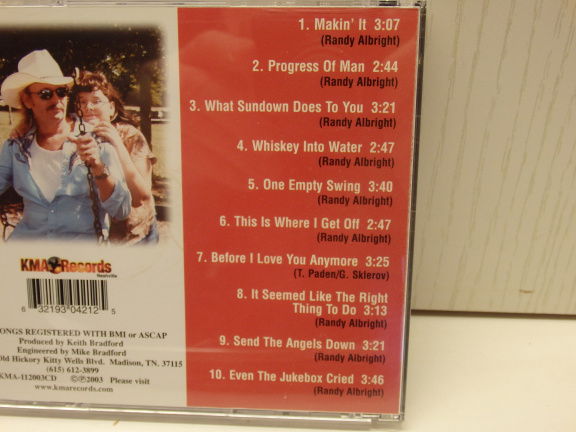 1. Makin' It 3:07
(Randy Albright)
2. Progress Of Man 2:44
(Randy Albright)
3. What Sundown Does To You 3:21
(Randy Albright)
4. Whiskey Into Water 2:47
(Randy Albright)
5. One Empty Swing 3:40
(Randy Albright)
6. This Is Where I Get Off 2:47
(Randy Albright)
7. Before I Love You Anymore 3:25
(T. Paden/G. Sklerov)
8. It Seemed Like The Right
Thing To Do 3:13
(Randy Albright)
9. Send The Angels Down 3:21
(Randy Albright)
10. Even The Jukebox Cried 3:46
(Randy Albright)
KMA Records
Nashville
6 32193 04212 5
ONGS REGISTERED WITH BMI or ASCAP
Produced by Keith Bradford
Engineered by Mike Bradford
Old Hickory Kitty Wells Blvd. Madison, TN. 37115
(615) 612-3899
KMA-112003CD ©℗2003 Please visit
www.kmarecords.com